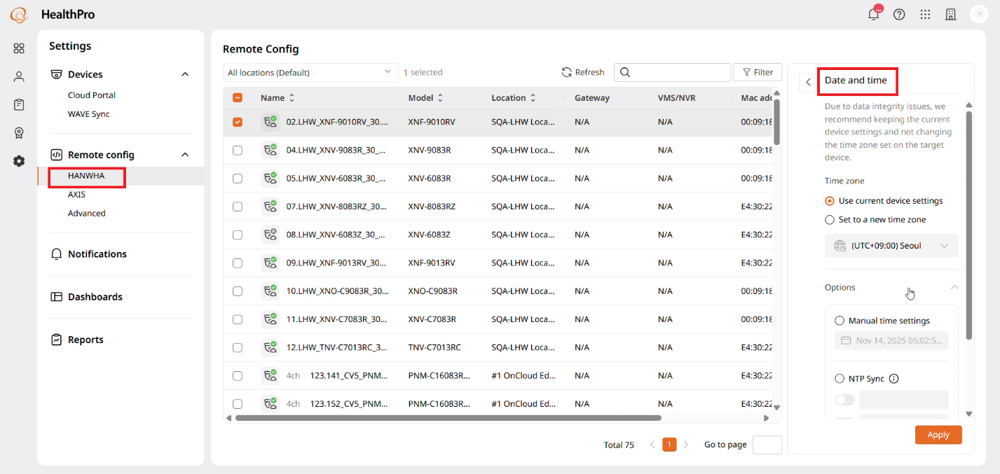 HealthPro
...
Settings
Devices
Cloud Portal
WAVE Sync
Remote config
HANWHA
AXIS
Advanced
Notifications
Dashboards
Reports
Remote Config
All locations (Default) 1 selected Refresh Filter
Name Model Location Gateway VMS/NVR Mac add
02.LHW_XNF-9010RV_30.... XNF-9010RV SQA-LHW Loca... N/A N/A 00:09:18
04.LHW_XNV-9083R_30_... XNV-9083R SQA-LHW Loca... N/A N/A 00:09:18
05.LHW_XNV-6083R_30_... XNV-6083R SQA-LHW Loca... N/A N/A 00:09:18
07.LHW_XNV-8083RZ_30... XNV-8083RZ SQA-LHW Loca... N/A N/A E4:30:22
08.LHW_XNV-6083Z_30_... XNV-6083Z SQA-LHW Loca... N/A N/A E4:30:22
09.LHW_XNF-9013RV_30... XNF-9013RV SQA-LHW Loca... N/A N/A E4:30:22
10.LHW_XNO-C9083R_30... XNO-C9083R SQA-LHW Loca... N/A N/A 00:09:18
11.LHW_XNV-C7083R_30... XNV-C7083R SQA-LHW Loca... N/A N/A 00:09:18
12.LHW_TNV-C7013RC_3... TNV-C7013RC SQA-LHW Loca... N/A N/A E4:30:22
4ch 123.141_CV5_PNM... PNM-C16083R... #1 OnCloud Ed... N/A N/A E4:30:22
4ch 123.152_CV5_PNM... PNM-C16083R... #1 OnCloud Ed... N/A N/A E4:30:22
Total 75 1 Go to page
Date and time
Due to data integrity issues, we
recommend keeping the current
device settings and not changing
the time zone set on the target
device.
Time zone
Use current device settings
Set to a new time zone
(UTC+09:00) Seoul
Options
Manual time settings
Nov 14, 2025 05:02:5...
NTP Sync
Apply